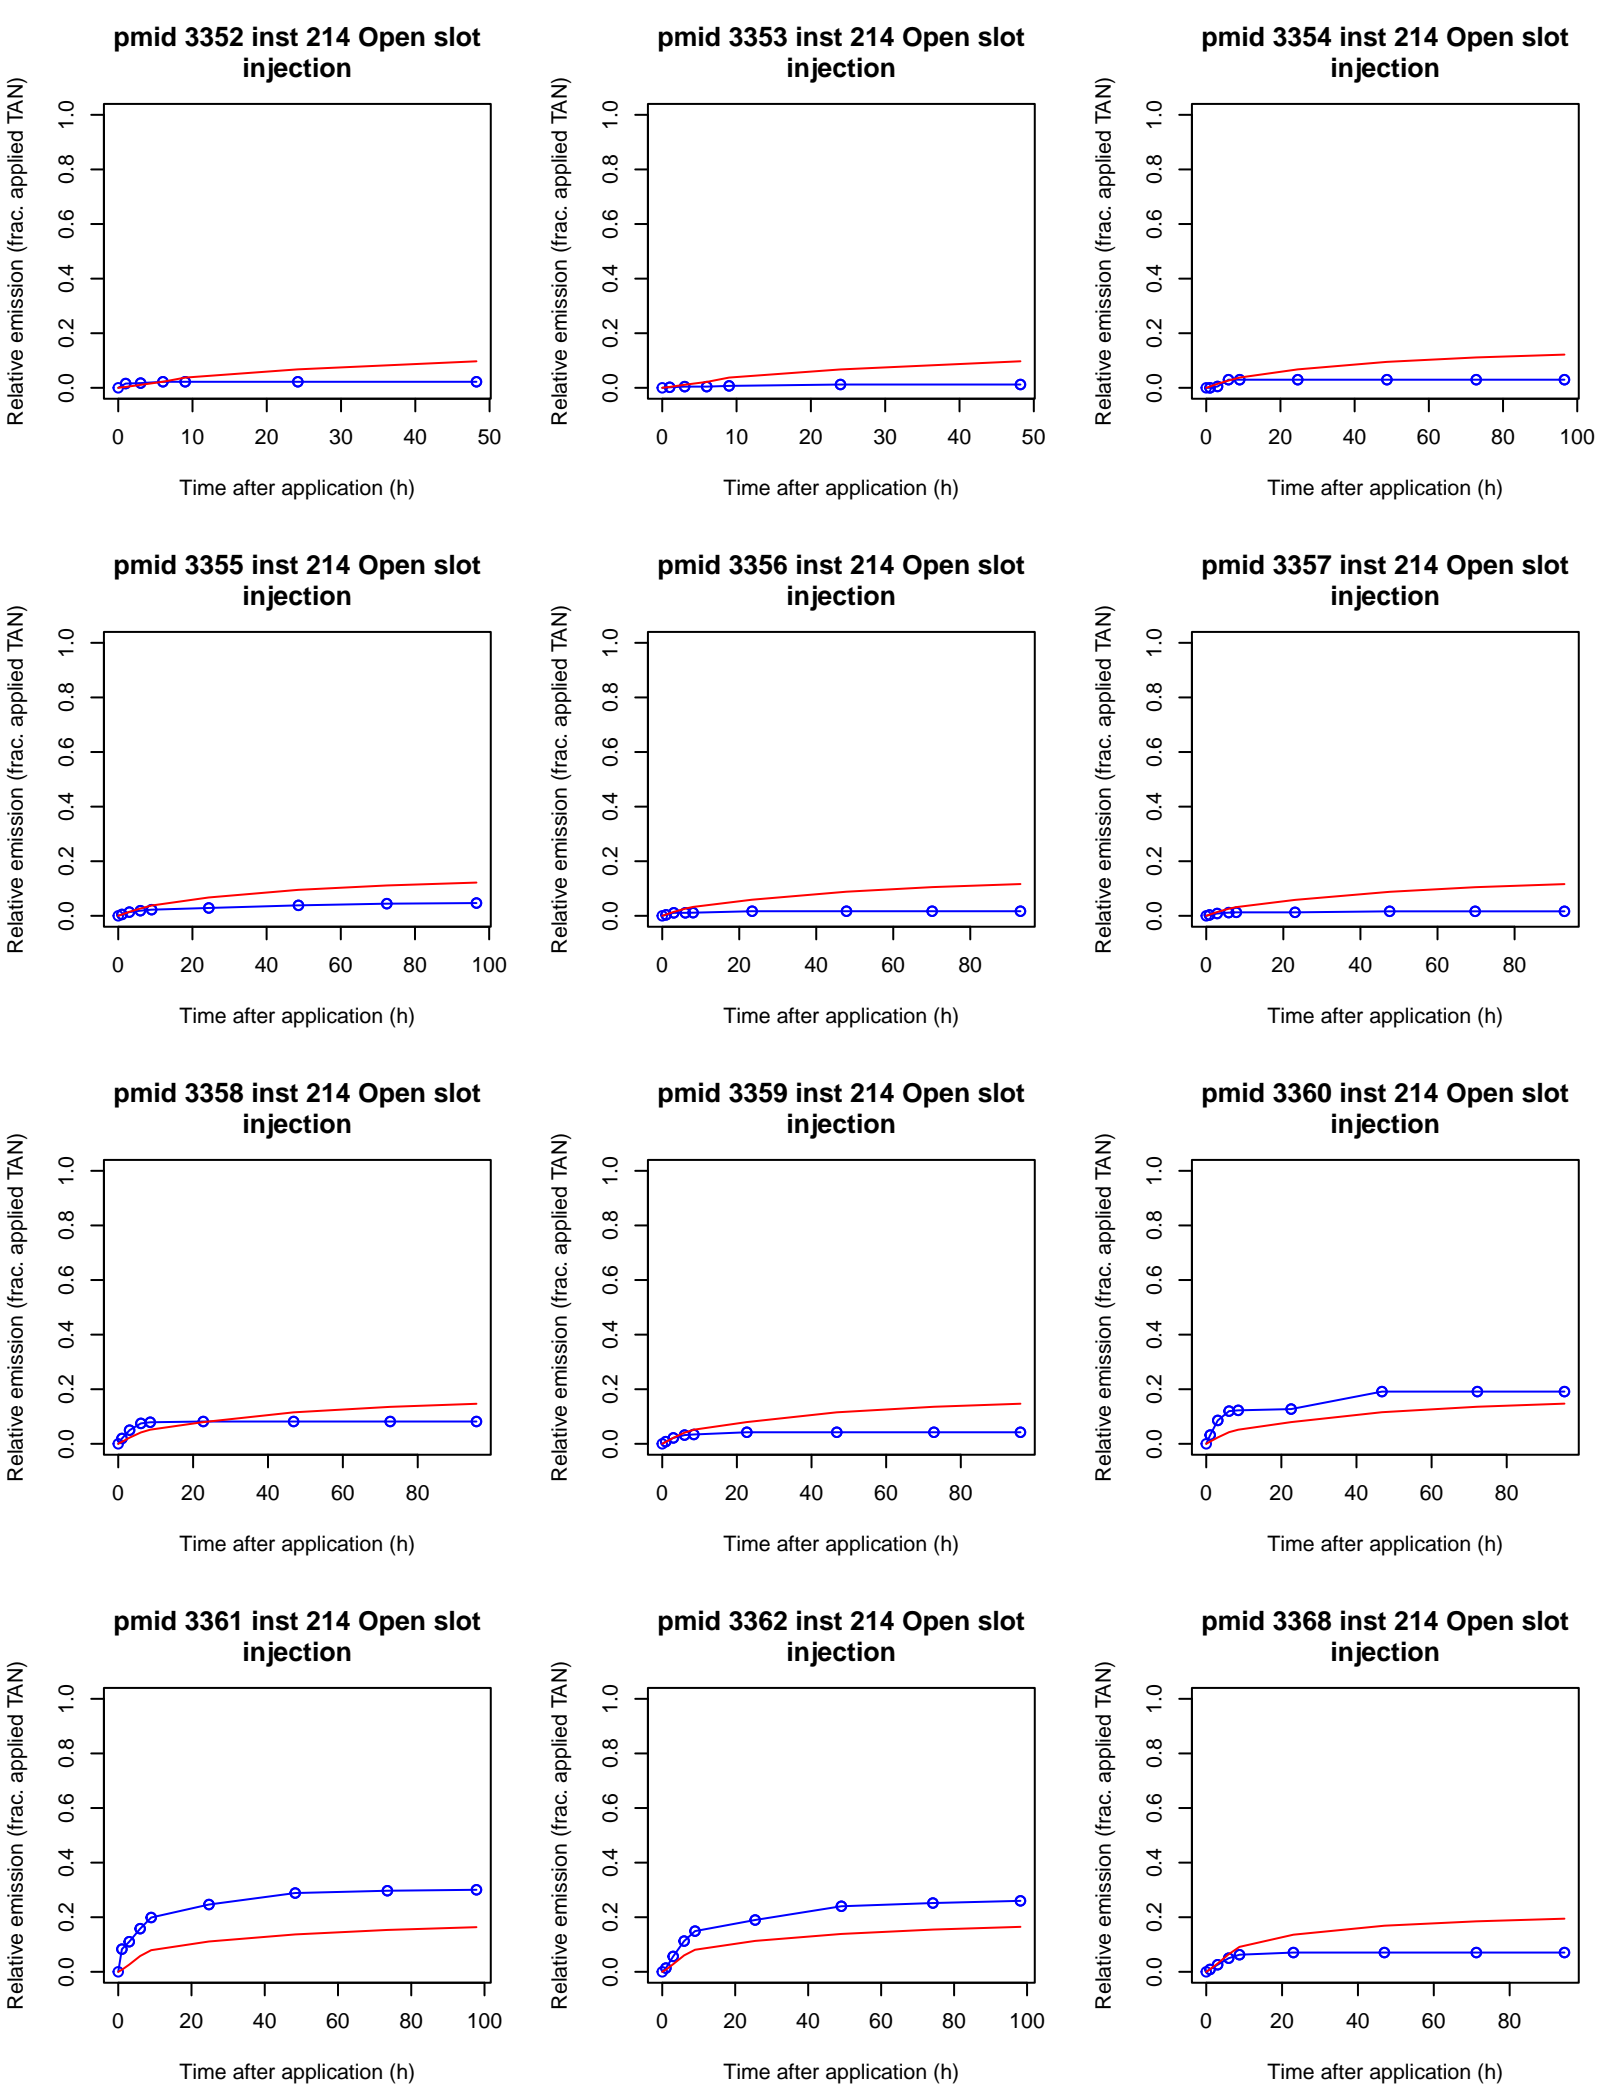 pmid 3352 inst 214 Open slot
injection
Relative emission (frac. applied TAN)
1.0
0.8
0.6
0.4
0.2
0.0
0 10 20 30 40 50
Time after application (h)
pmid 3353 inst 214 Open slot
injection
Relative emission (frac. applied TAN)
1.0
0.8
0.6
0.4
0.2
0.0
0 10 20 30 40 50
Time after application (h)
pmid 3354 inst 214 Open slot
injection
Relative emission (frac. applied TAN)
1.0
0.8
0.6
0.4
0.2
0.0
0 20 40 60 80 100
Time after application (h)
pmid 3355 inst 214 Open slot
injection
Relative emission (frac. applied TAN)
1.0
0.8
0.6
0.4
0.2
0.0
0 20 40 60 80 100
Time after application (h)
pmid 3356 inst 214 Open slot
injection
Relative emission (frac. applied TAN)
1.0
0.8
0.6
0.4
0.2
0.0
0 20 40 60 80
Time after application (h)
pmid 3357 inst 214 Open slot
injection
Relative emission (frac. applied TAN)
1.0
0.8
0.6
0.4
0.2
0.0
0 20 40 60 80
Time after application (h)
pmid 3358 inst 214 Open slot
injection
Relative emission (frac. applied TAN)
1.0
0.8
0.6
0.4
0.2
0.0
0 20 40 60 80
Time after application (h)
pmid 3359 inst 214 Open slot
injection
Relative emission (frac. applied TAN)
1.0
0.8
0.6
0.4
0.2
0.0
0 20 40 60 80
Time after application (h)
pmid 3360 inst 214 Open slot
injection
Relative emission (frac. applied TAN)
1.0
0.8
0.6
0.4
0.2
0.0
0 20 40 60 80
Time after application (h)
pmid 3361 inst 214 Open slot
injection
Relative emission (frac. applied TAN)
1.0
0.8
0.6
0.4
0.2
0.0
0 20 40 60 80 100
Time after application (h)
pmid 3362 inst 214 Open slot
injection
Relative emission (frac. applied TAN)
1.0
0.8
0.6
0.4
0.2
0.0
0 20 40 60 80 100
Time after application (h)
pmid 3368 inst 214 Open slot
injection
Relative emission (frac. applied TAN)
1.0
0.8
0.6
0.4
0.2
0.0
0 20 40 60 80
Time after application (h)